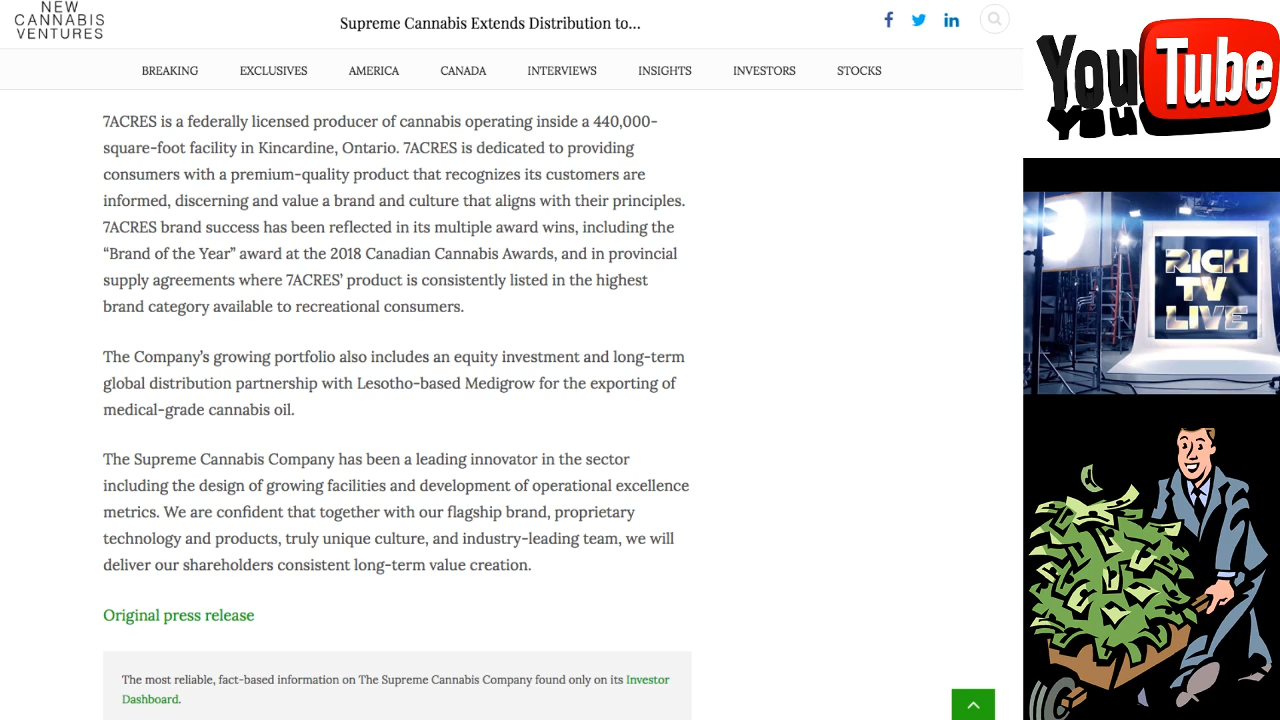 NEW
CANNABIS
VENTURES
Supreme Cannabis Extends Distribution to...
BREAKING EXCLUSIVES AMERICA CANADA INTERVIEWS INSIGHTS INVESTORS STOCKS
7ACRES is a federally licensed producer of cannabis operating inside a 440,000-
square-foot facility in Kincardine, Ontario. 7ACRES is dedicated to providing
consumers with a premium-quality product that recognizes its customers are
informed, discerning and value a brand and culture that aligns with their principles.
7ACRES brand success has been reflected in its multiple award wins, including the
“Brand of the Year” award at the 2018 Canadian Cannabis Awards, and in provincial
supply agreements where 7ACRES’ product is consistently listed in the highest
brand category available to recreational consumers.
The Company’s growing portfolio also includes an equity investment and long-term
global distribution partnership with Lesotho-based Medigrow for the exporting of
medical-grade cannabis oil.
The Supreme Cannabis Company has been a leading innovator in the sector
including the design of growing facilities and development of operational excellence
metrics. We are confident that together with our flagship brand, proprietary
technology and products, truly unique culture, and industry-leading team, we will
deliver our shareholders consistent long-term value creation.
Original press release
The most reliable, fact-based information on The Supreme Cannabis Company found only on its Investor
Dashboard.
YouTube
RICH
TV
LIVE